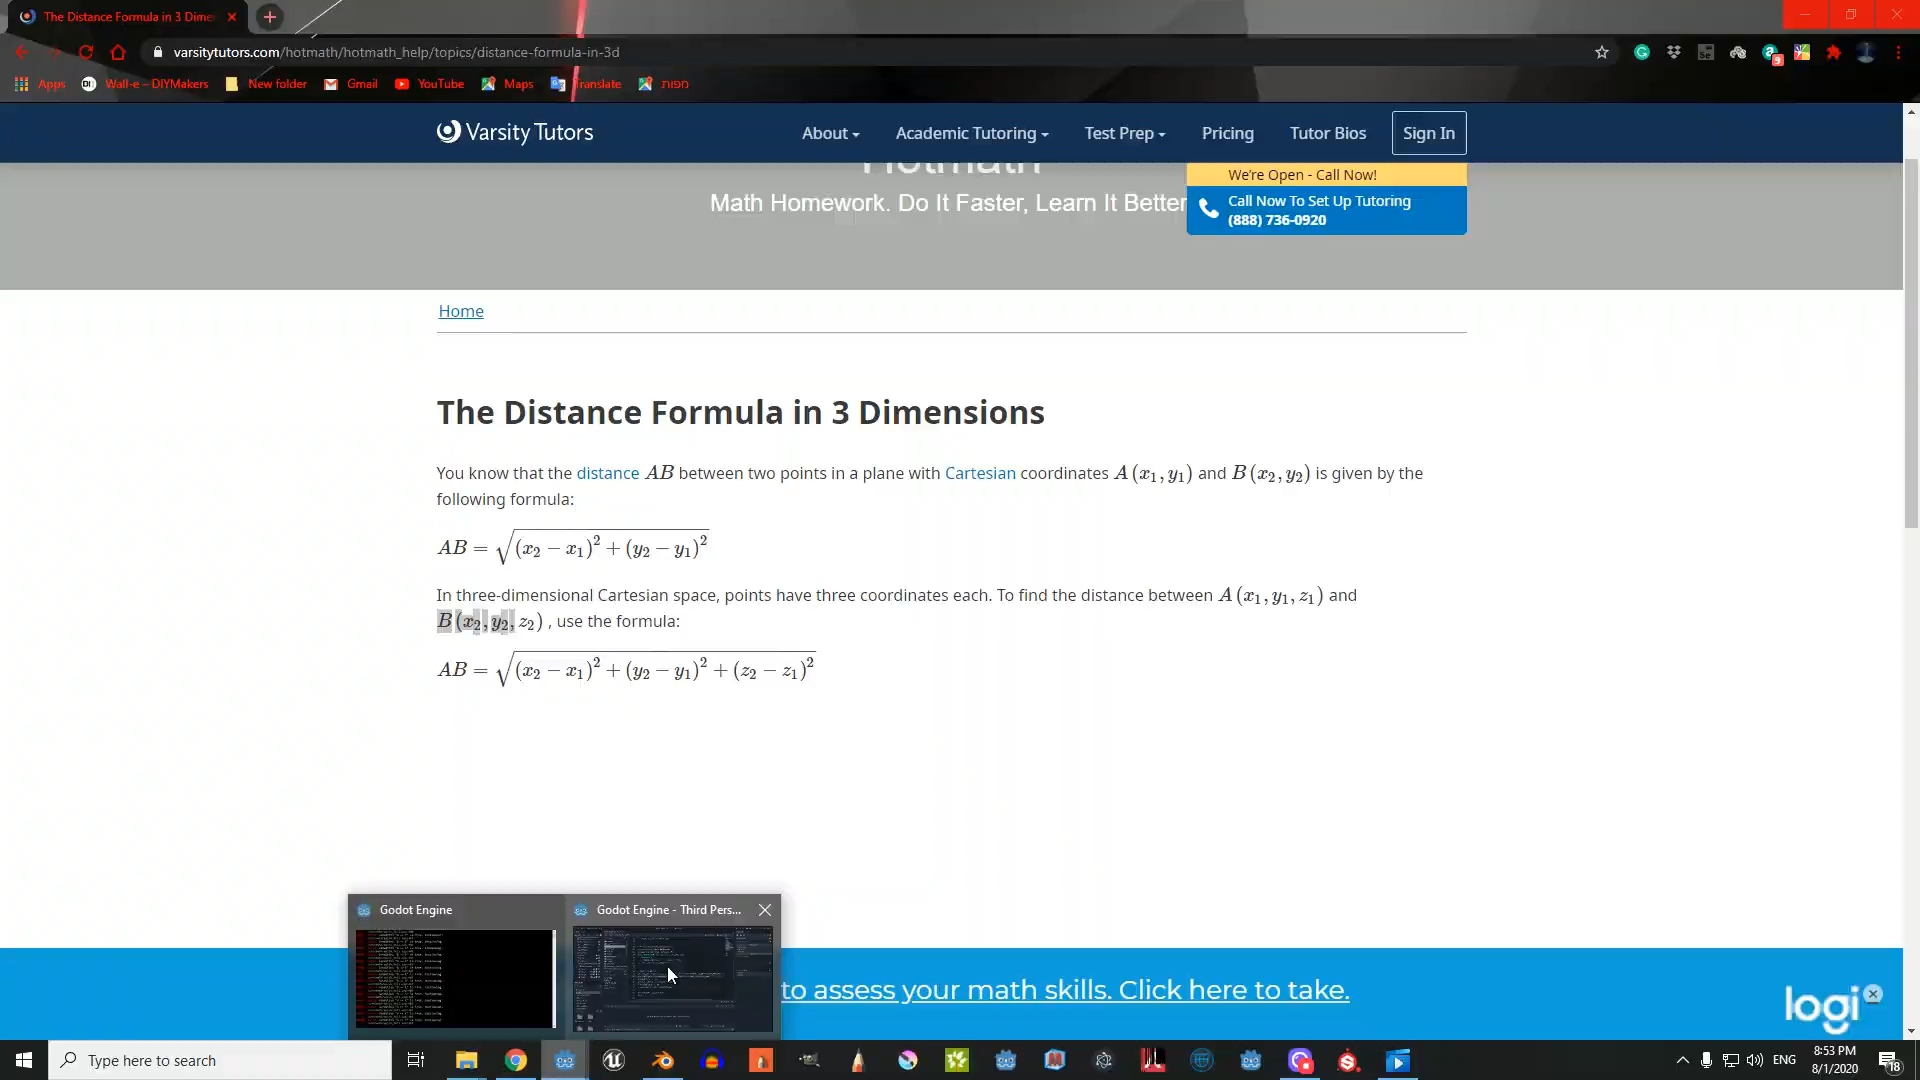 The Distance Formula in 3 Dime
varsitytutors.com/hotmath/hotmath_help/topics/distance-formula-in-3d
Apps Wall-e – DIYMakers New folder Gmail YouTube Maps Translate מפות
Varsity Tutors About Academic Tutoring Test Prep Pricing Tutor Bios Sign In
Hotmath
We're Open - Call Now!
Math Homework. Do It Faster, Learn It Better
Call Now To Set Up Tutoring
(888) 736-0920
Home
The Distance Formula in 3 Dimensions
You know that the distance AB between two points in a plane with Cartesian coordinates A (x₁, y₁) and B (x₂, y₂) is given by the
following formula:
AB = √((x₂ − x₁)² + (y₂ − y₁)²)
In three-dimensional Cartesian space, points have three coordinates each. To find the distance between A (x₁, y₁, z₁) and
B (x₂, y₂, z₂) , use the formula:
AB = √((x₂ − x₁)² + (y₂ − y₁)² + (z₂ − z₁)²)
Godot Engine
Godot Engine - Third Pers...
to assess your math skills. Click here to take.
logi
Type here to search
ENG
8:53 PM
8/1/2020
18